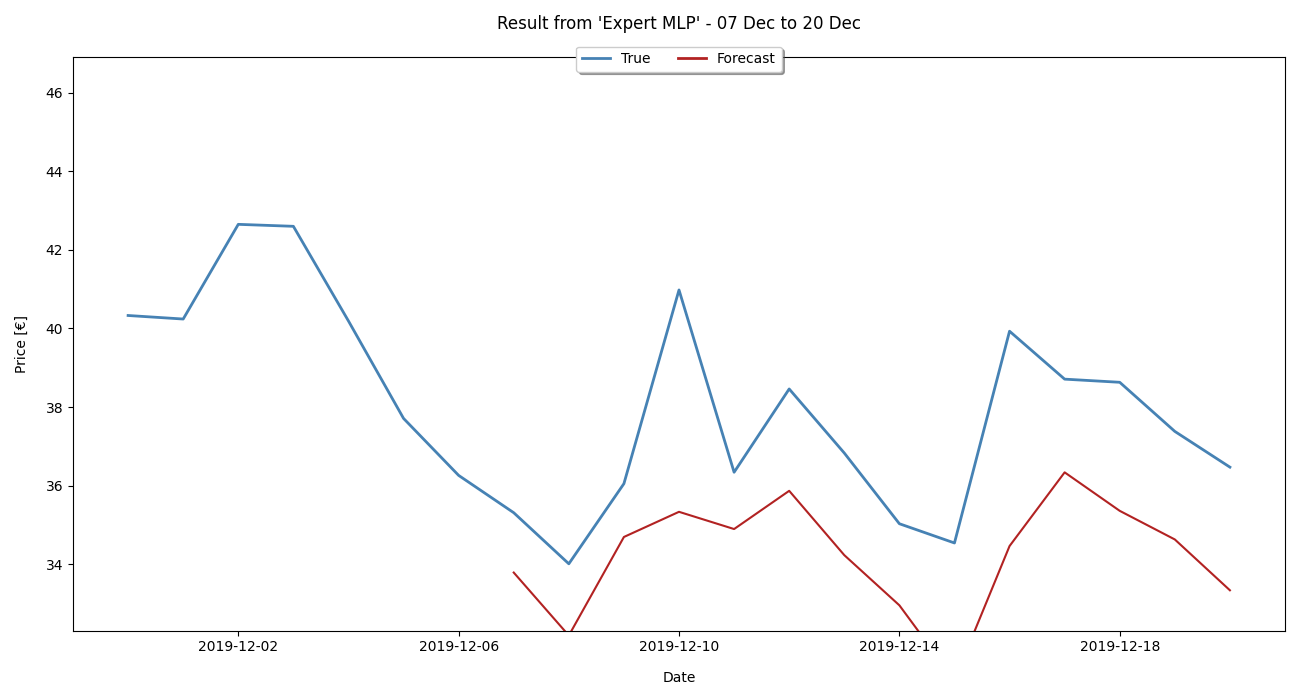 Result from 'Expert MLP' - 07 Dec to 20 Dec
True
Forecast
46
44
42
40
38
36
34
Price [€]
2019-12-02
2019-12-06
2019-12-10
2019-12-14
2019-12-18
Date